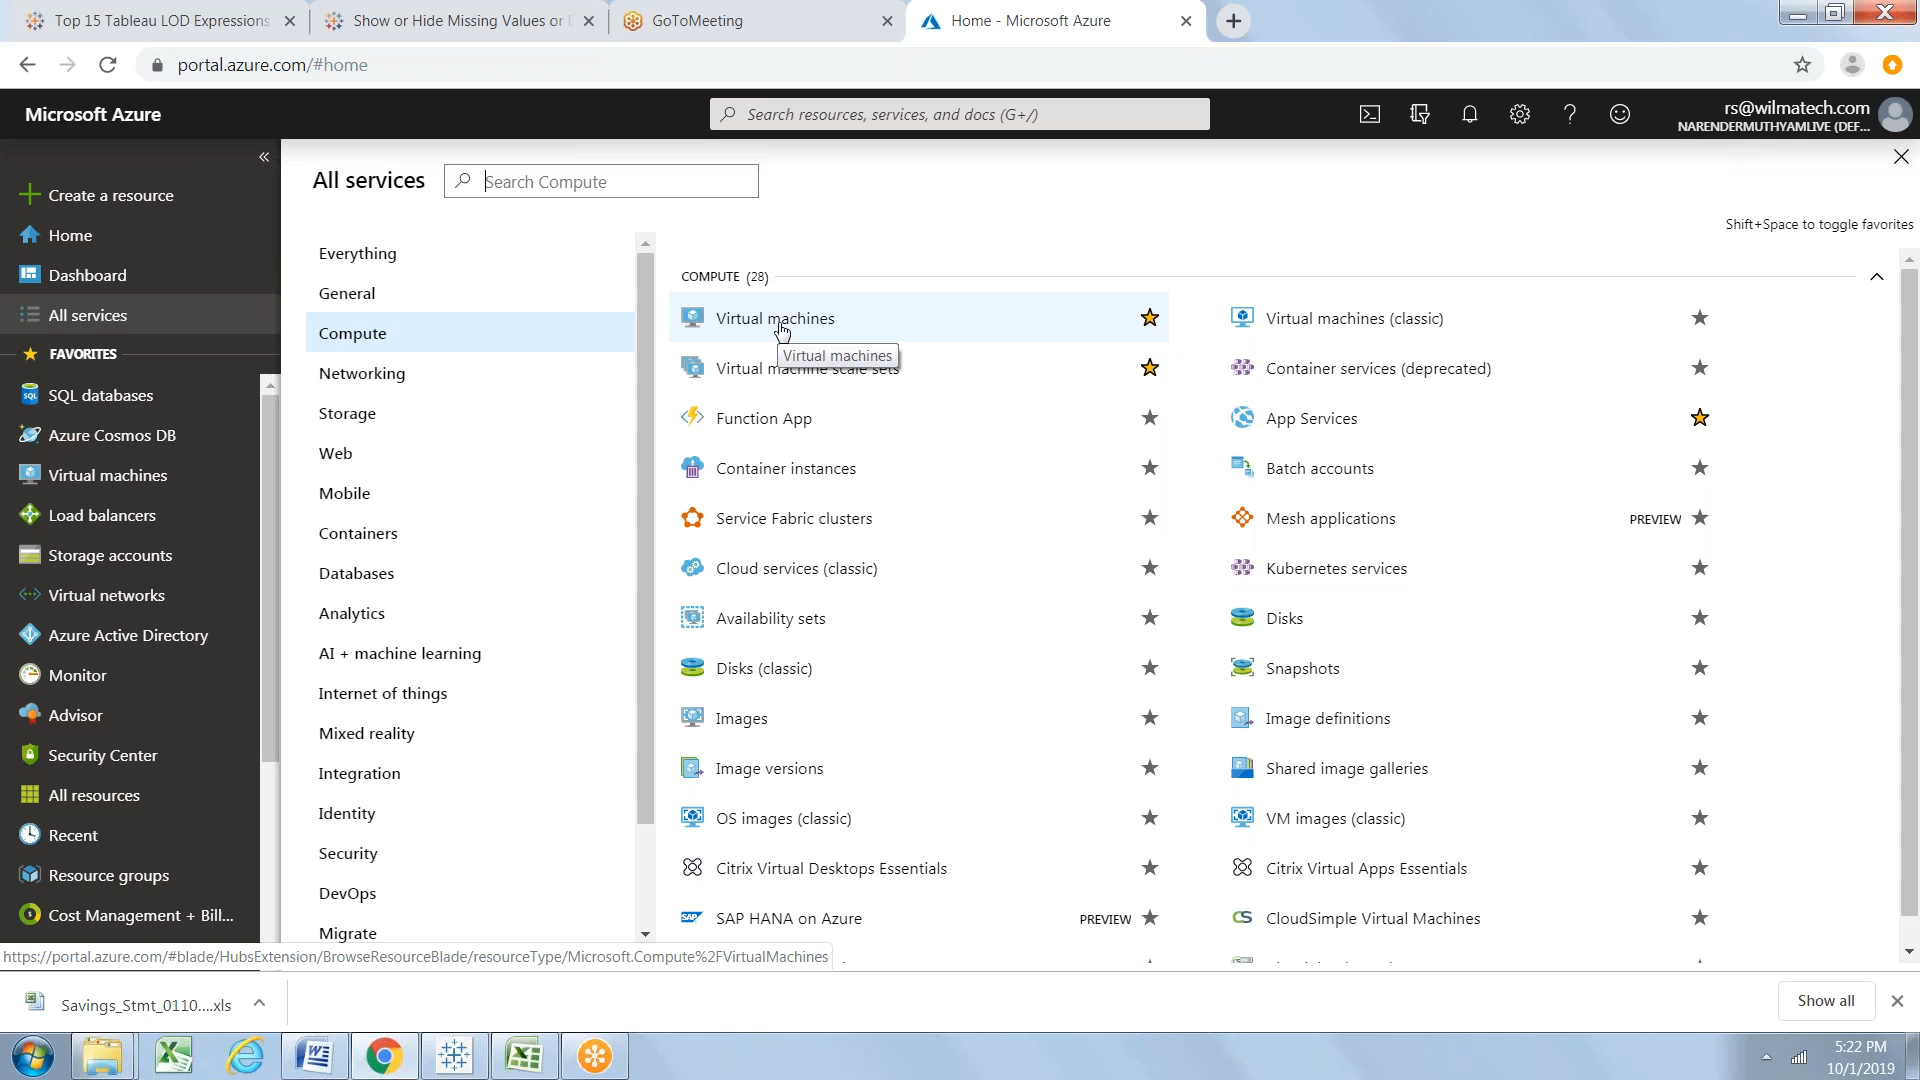 Top 15 Tableau LOD Expressions
Show or Hide Missing Values or E
GoToMeeting
Home - Microsoft Azure
portal.azure.com/#home
Microsoft Azure
Search resources, services, and docs (G+/)
rs@wilmatech.com
NARENDERMUTHYAMLIVE (DEF...
Create a resource
Home
Dashboard
All services
FAVORITES
SQL databases
Azure Cosmos DB
Virtual machines
Load balancers
Storage accounts
Virtual networks
Azure Active Directory
Monitor
Advisor
Security Center
All resources
Recent
Resource groups
Cost Management + Bill...
All services
Search Compute
Shift+Space to toggle favorites
Everything
General
Compute
Networking
Storage
Web
Mobile
Containers
Databases
Analytics
AI + machine learning
Internet of things
Mixed reality
Integration
Identity
Security
DevOps
Migrate
COMPUTE (28)
Virtual machines
Virtual machines (classic)
Virtual machines
Virtual machine scale sets
Container services (deprecated)
Function App
App Services
Container instances
Batch accounts
Service Fabric clusters
Mesh applications
PREVIEW
Cloud services (classic)
Kubernetes services
Availability sets
Disks
Disks (classic)
Snapshots
Images
Image definitions
Image versions
Shared image galleries
OS images (classic)
VM images (classic)
Citrix Virtual Desktops Essentials
Citrix Virtual Apps Essentials
SAP HANA on Azure
PREVIEW
CloudSimple Virtual Machines
https://portal.azure.com/#blade/HubsExtension/BrowseResourceBlade/resourceType/Microsoft.Compute%2FVirtualMachines
Savings_Stmt_0110....xls
Show all
5:22 PM
10/1/2019